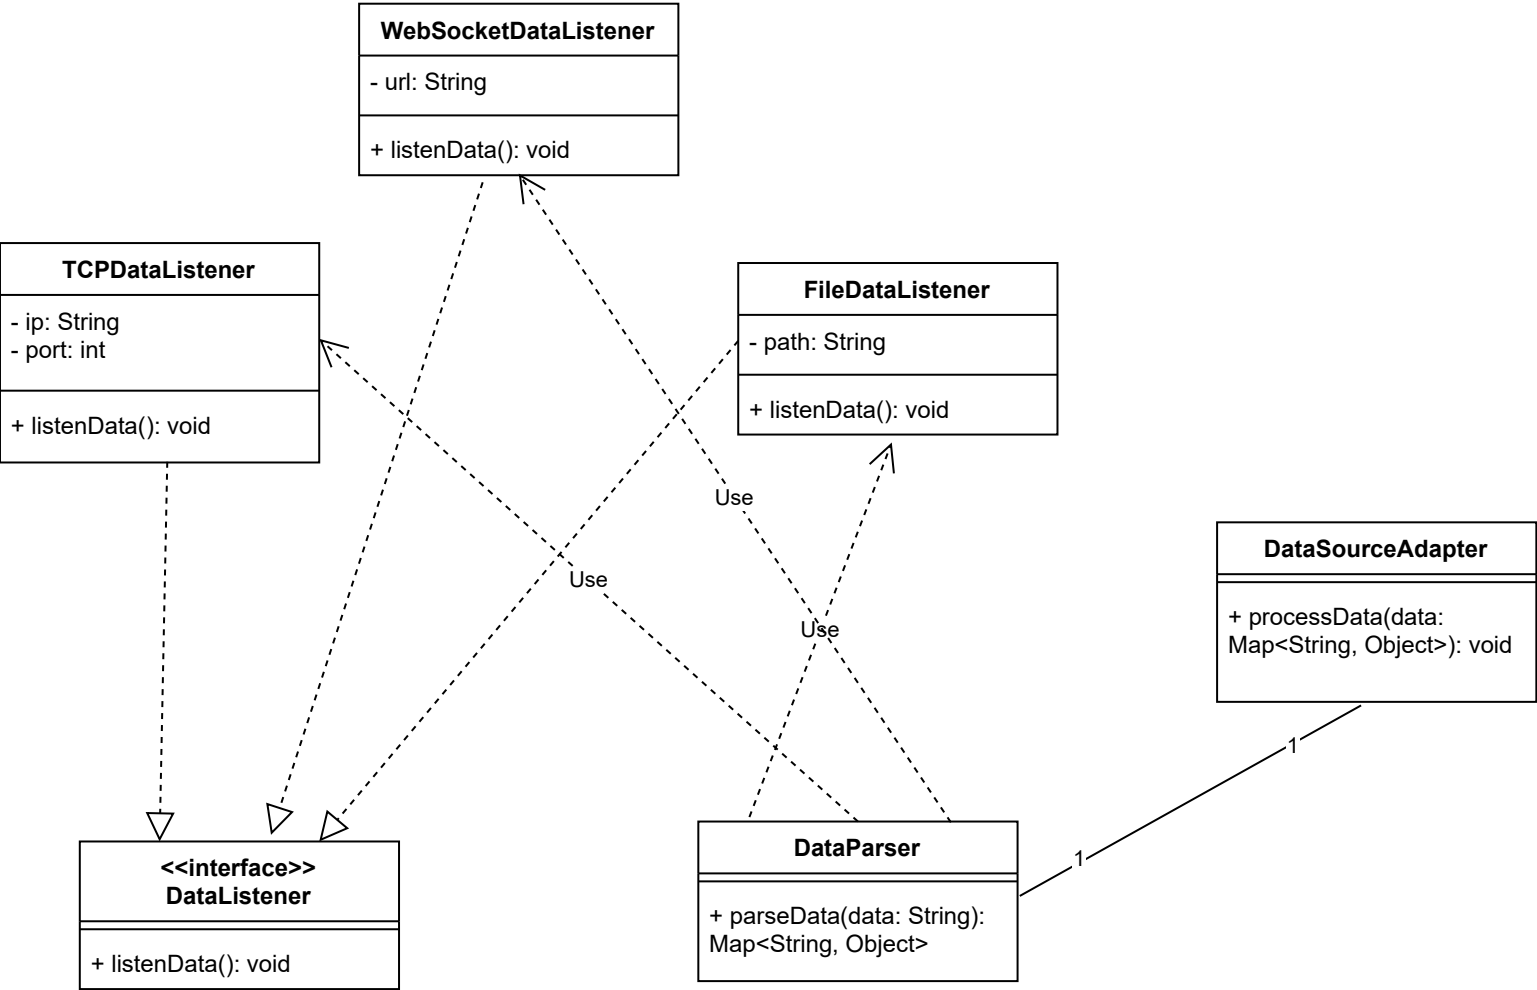 WebSocketDataListener
- url: String
+ listenData(): void
TCPDataListener
- ip: String
- port: int
+ listenData(): void
FileDataListener
- path: String
+ listenData(): void
Use
Use
Use
DataSourceAdapter
+ processData(data:
Map<String, Object>): void
1
1
<<interface>>
DataListener
+ listenData(): void
DataParser
+ parseData(data: String):
Map<String, Object>